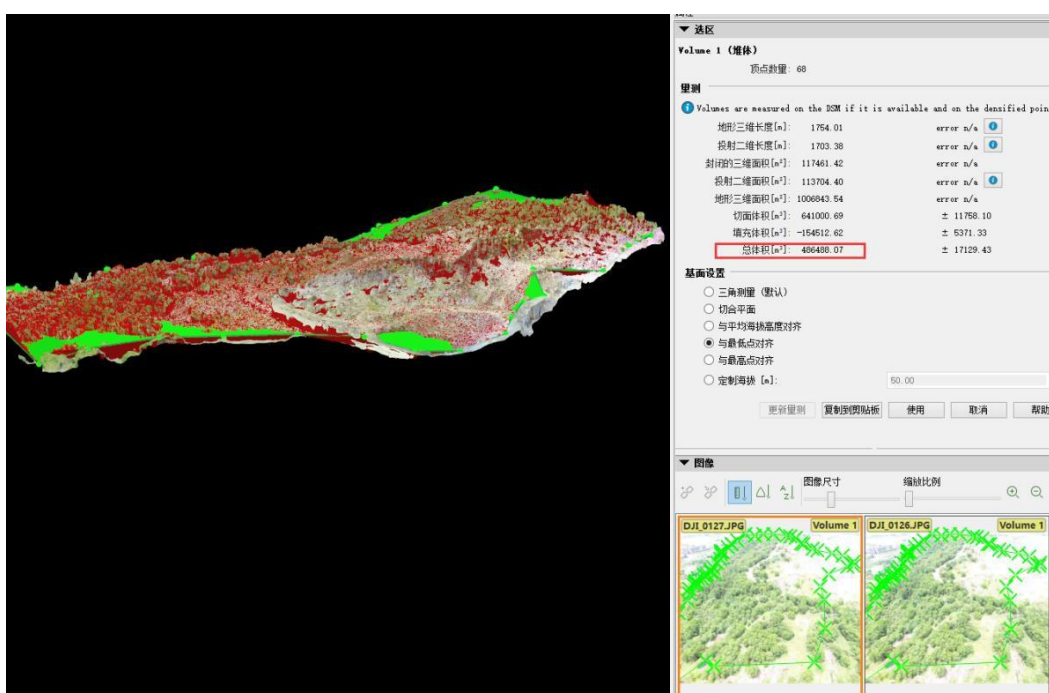 选区
Volume 1 (堆体)
顶点数量: 68
量测
Volumes are measured on the DSM if it is available and on the densified poin
地形三维长度[m]: 1754.01 error n/a
投射二维长度[m]: 1703.38 error n/a
封闭的三维面积[m²]: 117461.42 error n/a
投射二维面积[m²]: 113704.40 error n/a
地形三维面积[m²]: 1006843.54 error n/a
切面体积[m³]: 641000.69 ± 11758.10
填充体积[m³]: -154512.62 ± 5371.33
总体积[m³]: 486488.07 ± 17129.43
基面设置
三角测量 (默认)
切合平面
与平均海拔高度对齐
与最低点对齐
与最高点对齐
定制海拔 [m]: 50.00
更新量测 复制到剪贴板 使用 取消 帮助
图像
图像尺寸 缩放比例
DJI_0127.JPG Volume 1 DJI_0126.JPG Volume 1